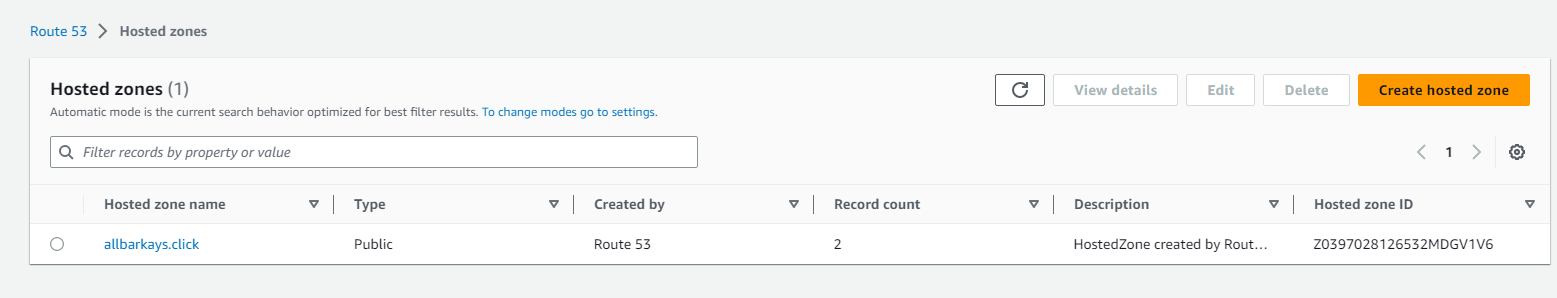 Route 53 > Hosted zones
Hosted zones (1)
View details
Edit
Delete
Create hosted zone
Automatic mode is the current search behavior optimized for best filter results. To change modes go to settings.
Filter records by property or value
1
Hosted zone name
Type
Created by
Record count
Description
Hosted zone ID
allbarkays.click
Public
Route 53
2
HostedZone created by Rout...
Z0397028126532MDGV1V6